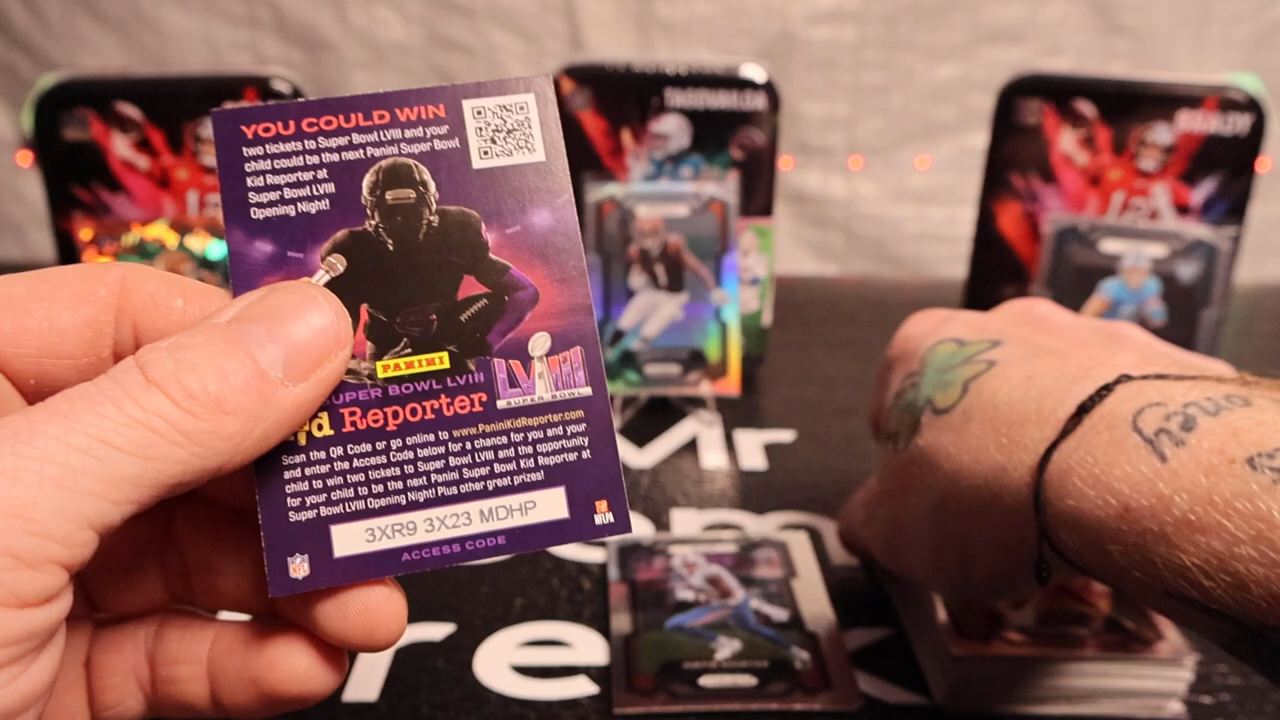 YOU COULD WIN
two tickets to Super Bowl LVIII and your
child could be the next Panini Super Bowl
Kid Reporter at
Super Bowl LVIII
Opening Night!
PANINI
SUPER BOWL LVIII
LVIII
SUPER BOWL
Reporter
Scan the QR Code or go online to www.PaniniKidReporter.com
and enter the Access Code below for a chance for you and your
child to win two tickets to Super Bowl LVIII and the opportunity
for your child to be the next Panini Super Bowl Kid Reporter at
Super Bowl LVIII Opening Night! Plus other great prizes!
3XR9 3X23 MDHP
ACCESS CODE
NFL
NFLPA
TAGOVAILOA
BRADY
12
Mr